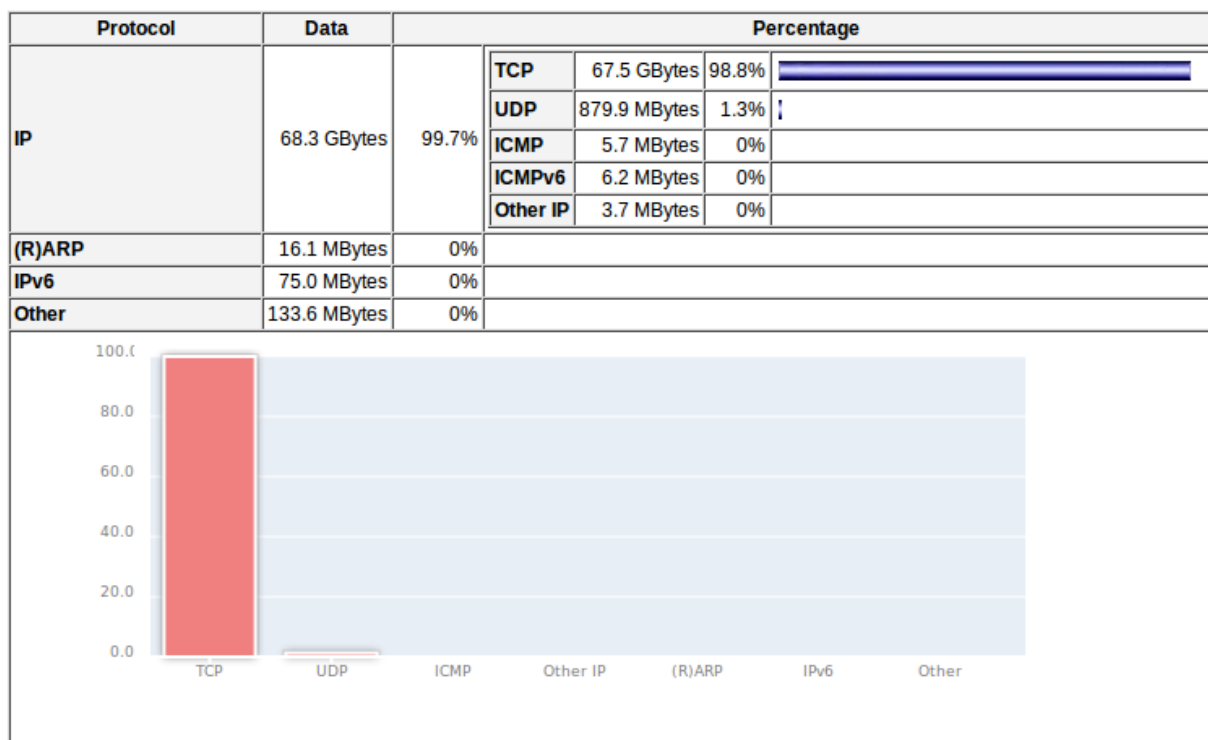 Protocol Data Percentage
IP 68.3 GBytes 99.7%
TCP 67.5 GBytes 98.8%
UDP 879.9 MBytes 1.3%
ICMP 5.7 MBytes 0%
ICMPv6 6.2 MBytes 0%
Other IP 3.7 MBytes 0%
(R)ARP 16.1 MBytes 0%
IPv6 75.0 MBytes 0%
Other 133.6 MBytes 0%
100.(
80.0
60.0
40.0
20.0
0.0
TCP UDP ICMP Other IP (R)ARP IPv6 Other